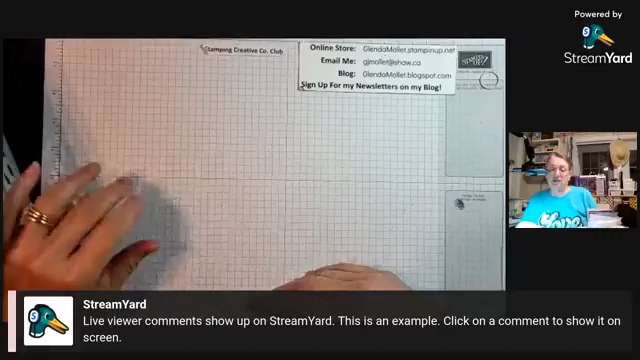 Powered by
StreamYard
Stamping Creative Co. Club
Online Store: GlendaMollet.stampinup.net
Email Me: gjmollet@shaw.ca
Blog: GlendaMollet.blogspot.com
Sign Up For my Newsletters on my Blog!
StreamYard
Live viewer comments show up on StreamYard. This is an example. Click on a comment to show it on
screen.